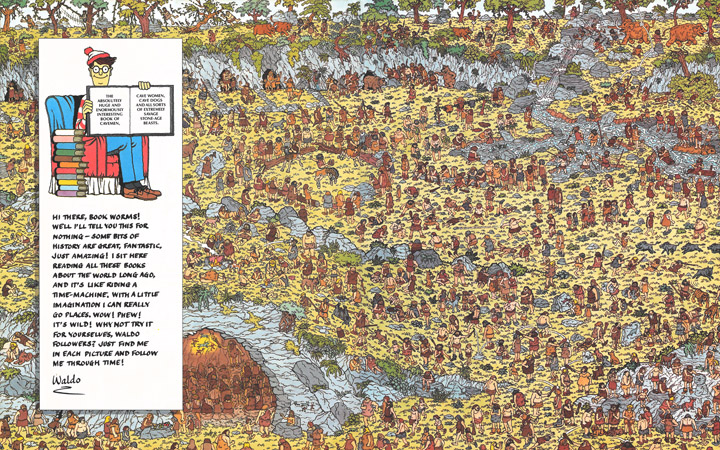 THE
ABSOLUTELY
HUGE AND
ENORMOUSLY
INTERESTING
BOOK OF
CAVEMEN,
CAVE WOMEN,
CAVE DOGS
AND ALL SORTS
OF EXTREMELY
SAVAGE
STONE-AGE
BEASTS.
HI THERE, BOOK WORMS!
WELL I'LL TELL YOU THIS FOR
NOTHING - SOME BITS OF
HISTORY ARE GREAT, FANTASTIC,
JUST AMAZING! I SIT HERE
READING ALL THESE BOOKS
ABOUT THE WORLD LONG AGO,
AND IT'S LIKE RIDING A
TIME-MACHINE, WITH A LITTLE
IMAGINATION I CAN REALLY
GO PLACES. WOW! PHEW!
IT'S WILD! WHY NOT TRY IT
FOR YOURSELVES, WALDO
FOLLOWERS? JUST FIND ME
IN EACH PICTURE AND FOLLOW
ME THROUGH TIME!
Waldo